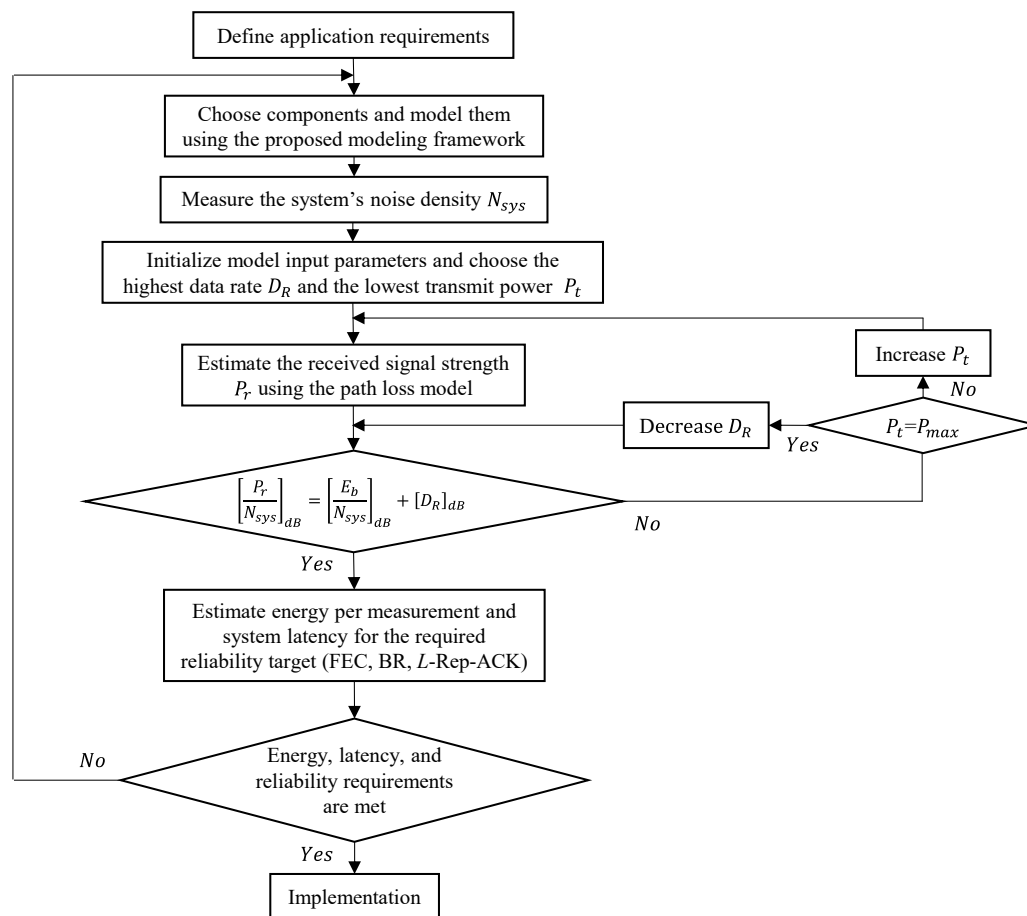 Define application requirements
Choose components and model them
using the proposed modeling framework
Measure the system's noise density N_sys
Initialize model input parameters and choose the
highest data rate D_R and the lowest transmit power P_t
Estimate the received signal strength
P_r using the path loss model
Increase P_t
No
P_t=P_max
Yes
Decrease D_R
[P_r/N_sys]_dB = [E_b/N_sys]_dB + [D_R]_dB
No
Yes
Estimate energy per measurement and
system latency for the required
reliability target (FEC, BR, L-Rep-ACK)
Energy, latency, and
reliability requirements
are met
No
Yes
Implementation